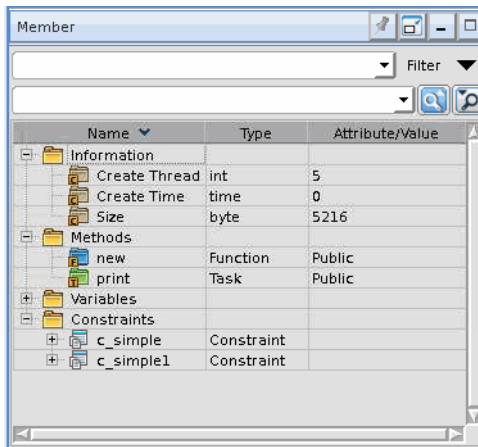 Member
Filter
Name Type Attribute/Value
Information
Create Thread int 5
Create Time time 0
Size byte 5216
Methods
new Function Public
print Task Public
Variables
Constraints
c_simple Constraint
c_simple1 Constraint